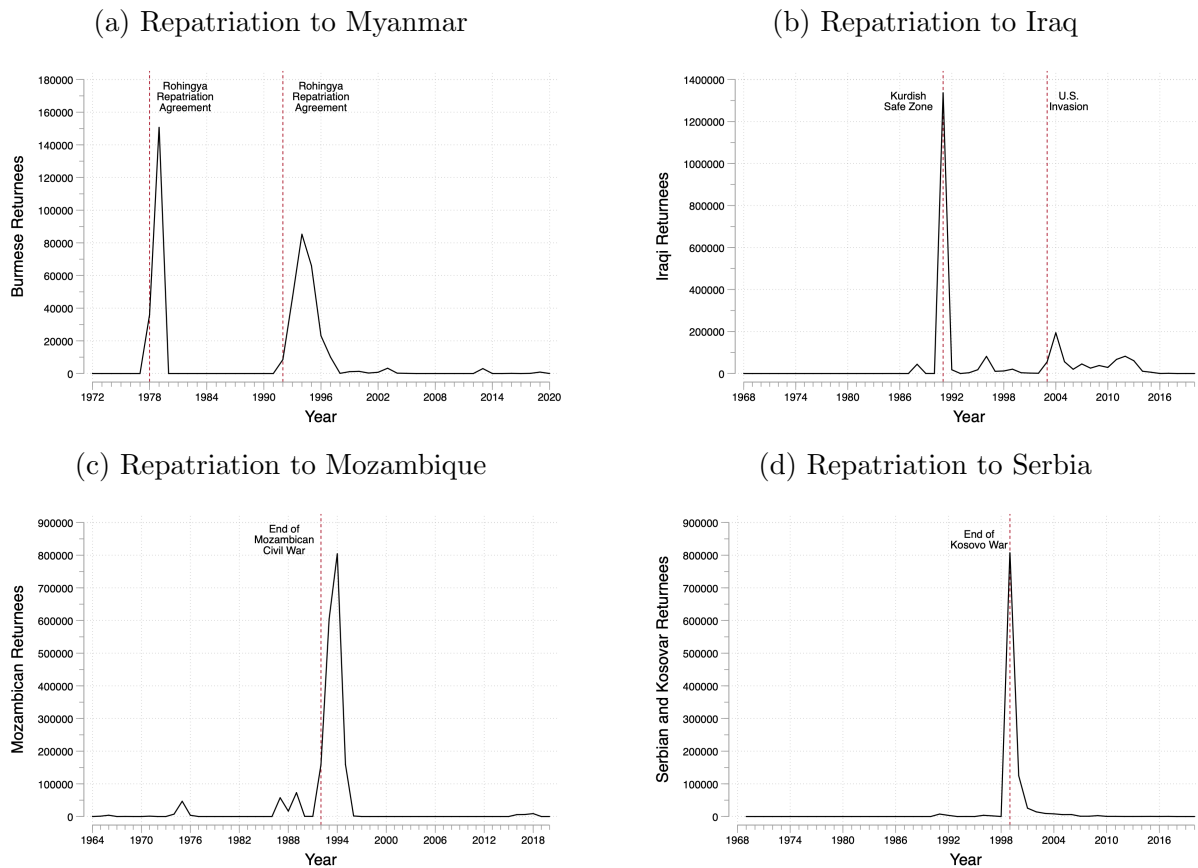 (a) Repatriation to Myanmar
180000
160000
140000
120000
100000
80000
60000
40000
20000
0
Burmese Returnees
Rohingya
Repatriation
Agreement
Rohingya
Repatriation
Agreement
1972 1978 1984 1990 1996 2002 2008 2014 2020
Year
(b) Repatriation to Iraq
1400000
1200000
1000000
800000
600000
400000
200000
0
Iraqi Returnees
Kurdish
Safe Zone
U.S.
Invasion
1968 1974 1980 1986 1992 1998 2004 2010 2016
Year
(c) Repatriation to Mozambique
900000
800000
700000
600000
500000
400000
300000
200000
100000
0
Mozambican Returnees
End of
Mozambican
Civil War
1964 1970 1976 1982 1988 1994 2000 2006 2012 2018
Year
(d) Repatriation to Serbia
900000
800000
700000
600000
500000
400000
300000
200000
100000
0
Serbian and Kosovar Returnees
End of
Kosovo War
1968 1974 1980 1986 1992 1998 2004 2010 2016
Year